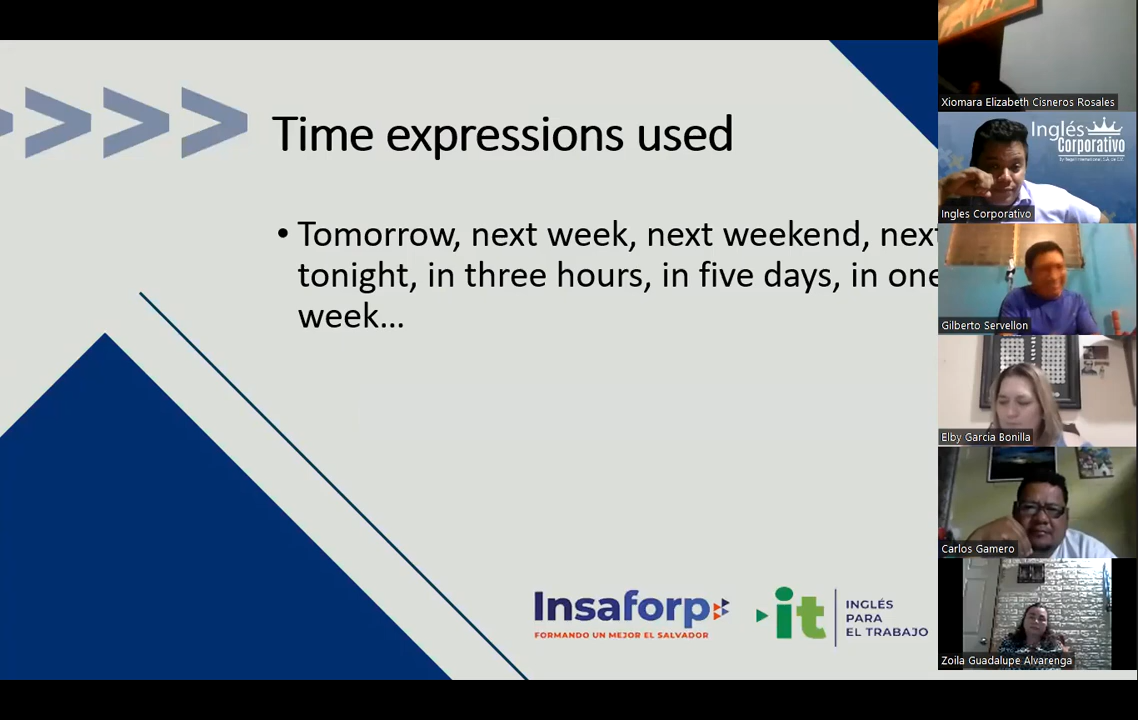 Time expressions used
• Tomorrow, next week, next weekend, next
tonight, in three hours, in five days, in one
week...
Insaforp
FORMANDO UN MEJOR EL SALVADOR
it
INGLÉS
PARA
EL TRABAJO
Xiomara Elizabeth Cisneros Rosales
Inglés
Corporativo
Ingles Corporativo
Gilberto Servellon
Elby Garcia Bonilla
Carlos Gamero
Zoila Guadalupe Alvarenga